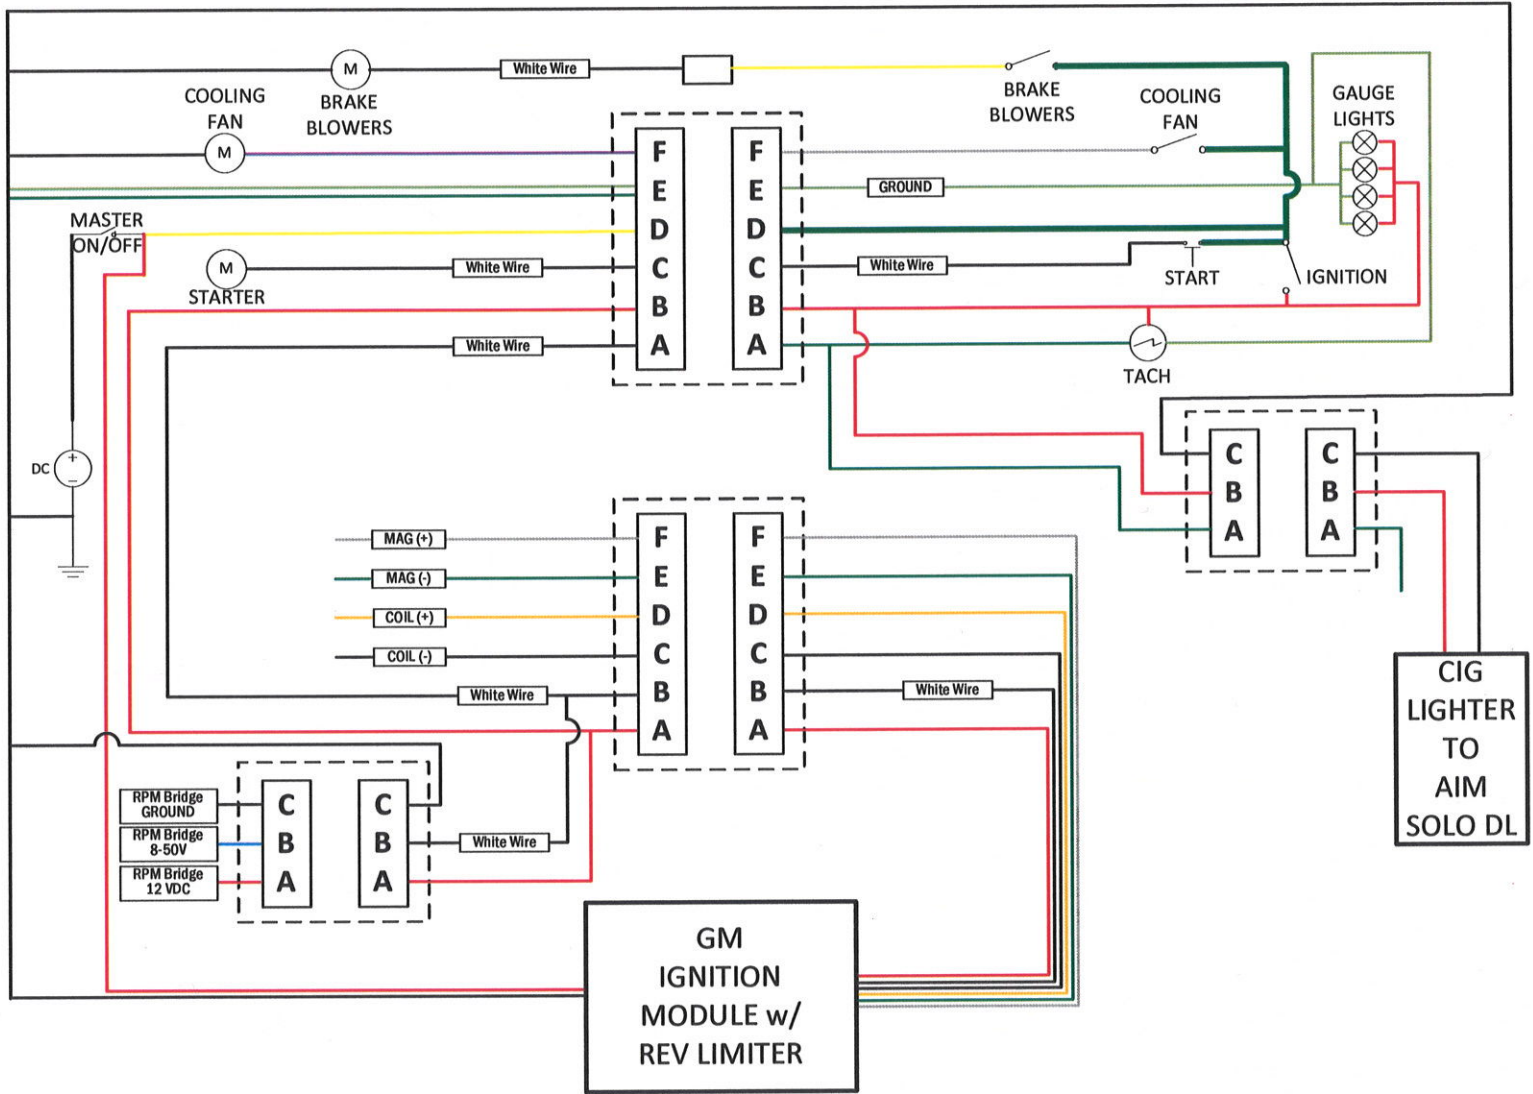 White Wire
M
BRAKE
BLOWERS
COOLING
FAN
M
BRAKE
BLOWERS
COOLING
FAN
GAUGE
LIGHTS
F
E
D
C
B
A
F
E
D
C
B
A
GROUND
MASTER
ON/OFF
M
STARTER
White Wire
White Wire
White Wire
START
IGNITION
TACH
DC
+
−
C
B
A
C
B
A
MAG (+)
MAG (-)
COIL (+)
COIL (-)
White Wire
F
E
D
C
B
A
F
E
D
C
B
A
White Wire
CIG
LIGHTER
TO
AIM
SOLO DL
RPM Bridge
GROUND
RPM Bridge
8-50V
RPM Bridge
12 VDC
C
B
A
C
B
A
White Wire
GM
IGNITION
MODULE w/
REV LIMITER